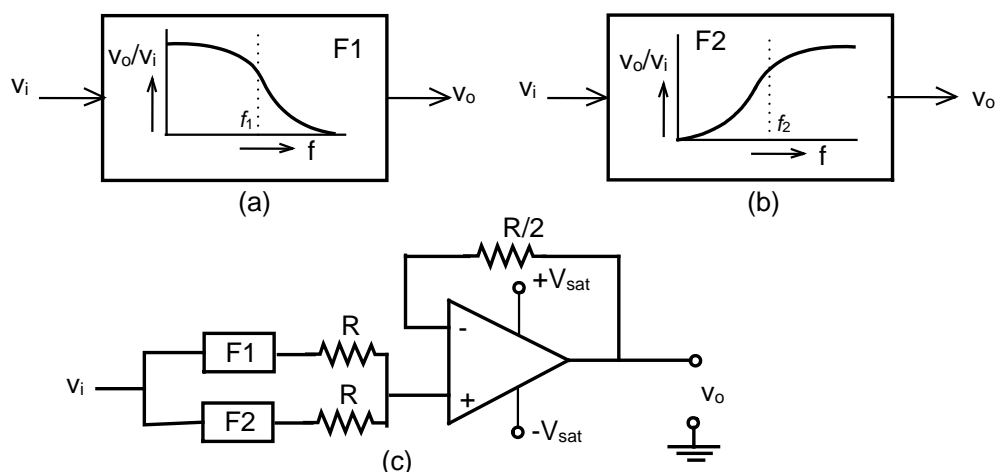 F1
vo/vi
vi
f1
f
vo
(a)
F2
vo/vi
vi
f2
f
vo
(b)
R/2
+Vsat
-
R
F1
vi
R
F2
+
vo
-Vsat
(c)